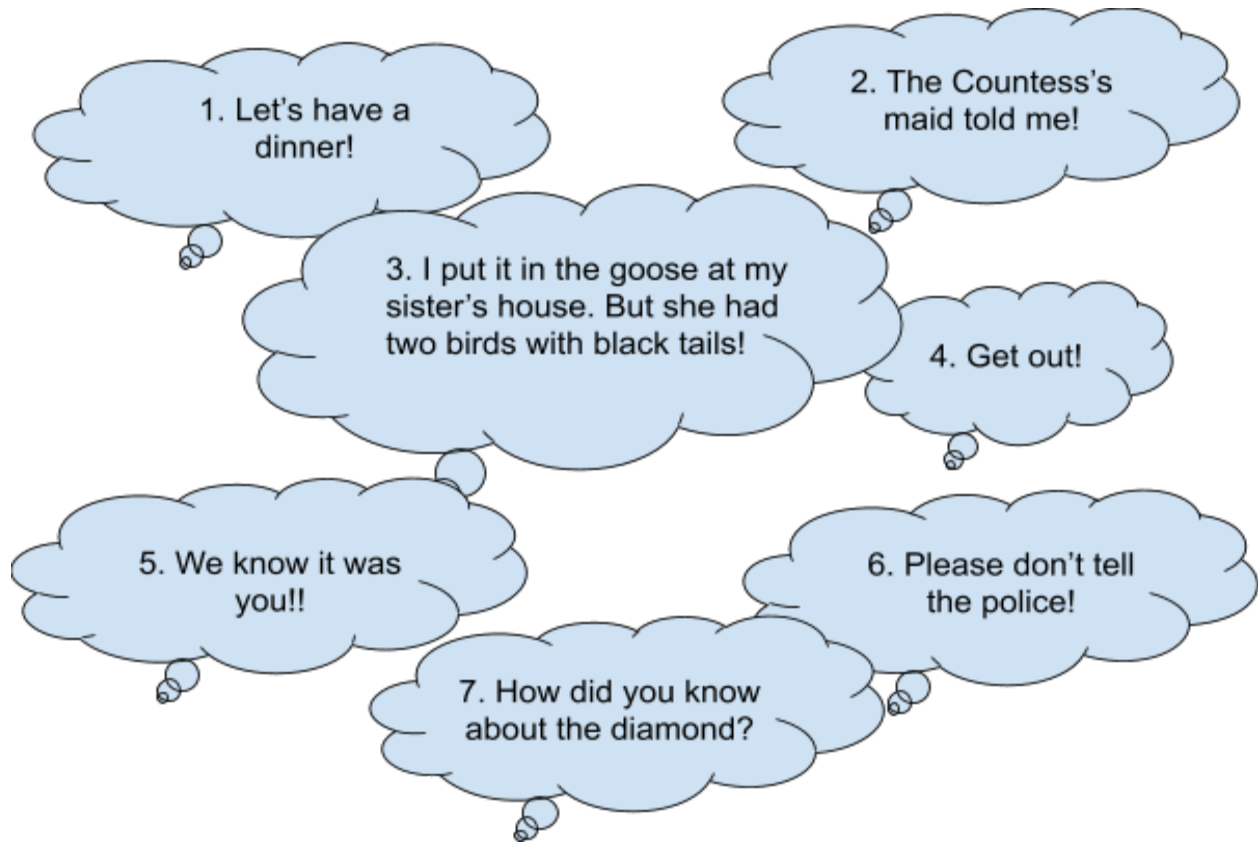 1. Let’s have a
dinner!
2. The Countess’s
maid told me!
3. I put it in the goose at my
sister’s house. But she had
two birds with black tails!
4. Get out!
5. We know it was
you!!
6. Please don’t tell
the police!
7. How did you know
about the diamond?